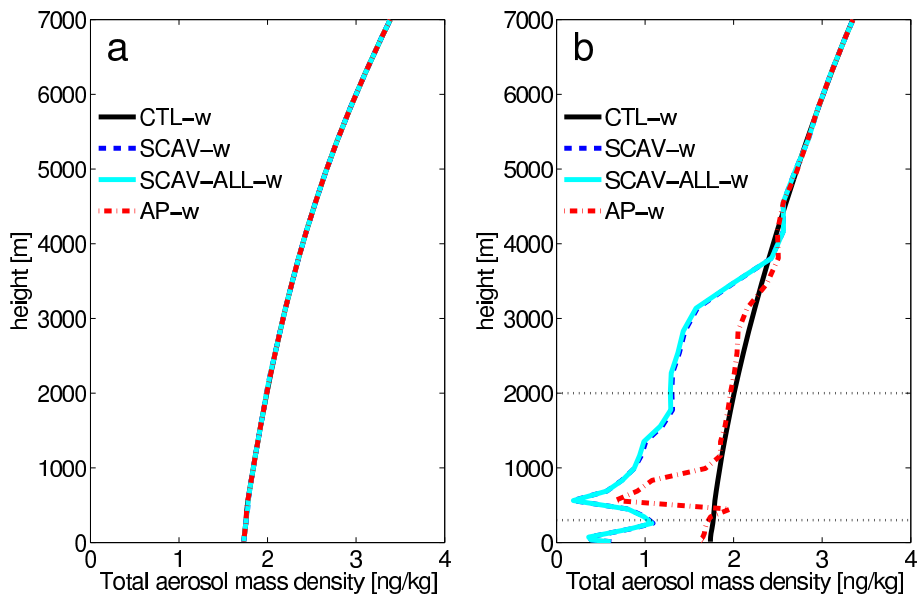 a
7000
6000
5000
4000
3000
2000
1000
0
height [m]
CTL−w
SCAV−w
SCAV−ALL−w
AP−w
0 1 2 3 4
Total aerosol mass density [ng/kg]
b
7000
6000
5000
4000
3000
2000
1000
0
height [m]
CTL−w
SCAV−w
SCAV−ALL−w
AP−w
0 1 2 3 4
Total aerosol mass density [ng/kg]